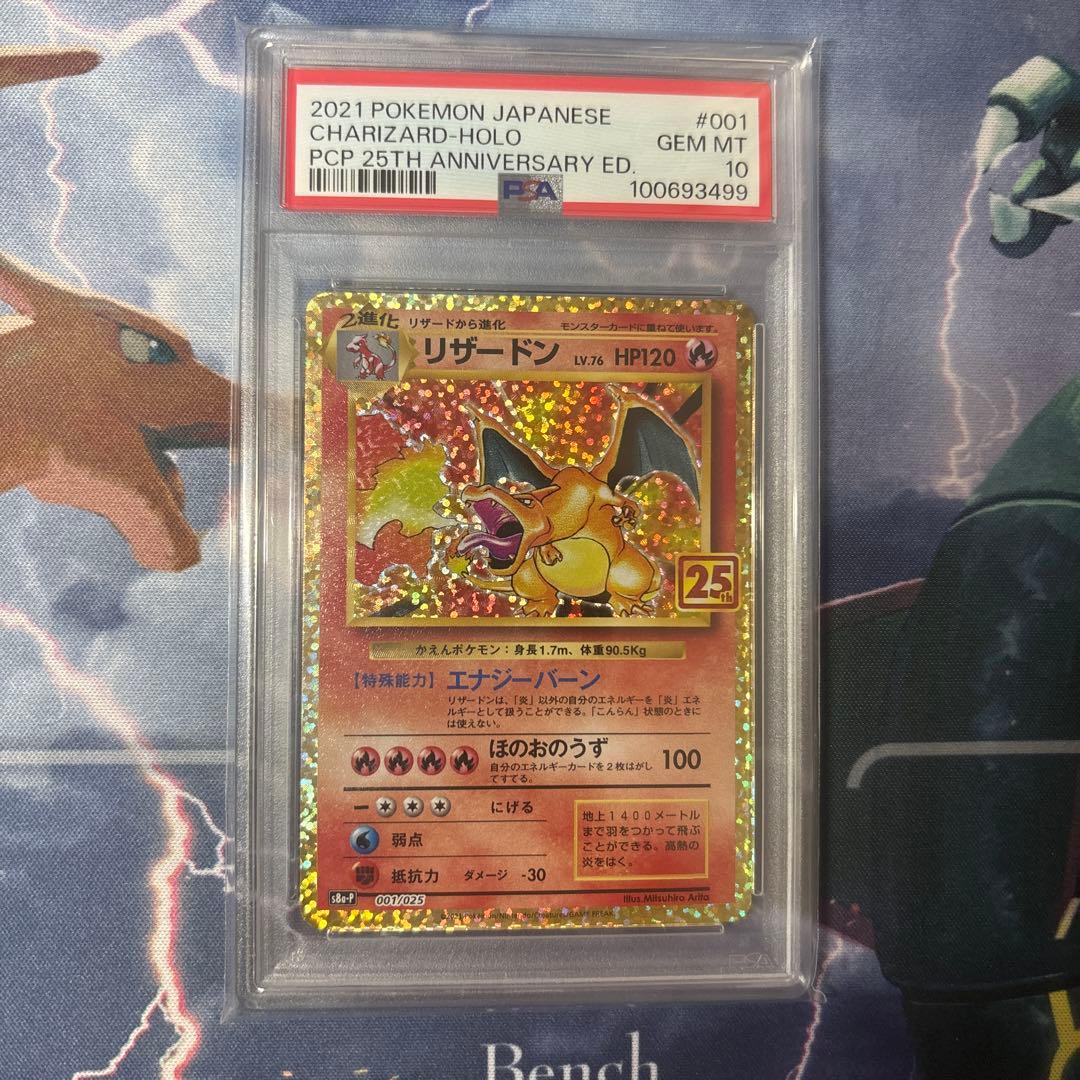 2021 POKEMON JAPANESE #001
CHARIZARD-HOLO GEM MT
PCP 25TH ANNIVERSARY ED. 10
PSA 100693499
2進化 リザードから進化 モンスターカードに重ねて使います。
リザードン LV.76 HP120
25th
かえんポケモン：身長1.7m、体重90.5Kg
【特殊能力】 エナジーバーン
リザードンは、「炎」以外の自分のエネルギーを「炎」エネ
ルギーとして扱うことができる。「こんらん」状態のときに
は使えない。
ほのおのうず 100
自分のエネルギーカードを2枚はがし
てすてる。
ー にげる
弱点
抵抗力 ダメージ -30
地上1400メートル
まで羽をつかって飛ぶ
ことができる。高熱の
炎をはく。
s8a-P 001/025 Illus.Mitsuhiro Arita
©2021 Pokémon/Nintendo/Creatures/GAME FREAK.
Bench